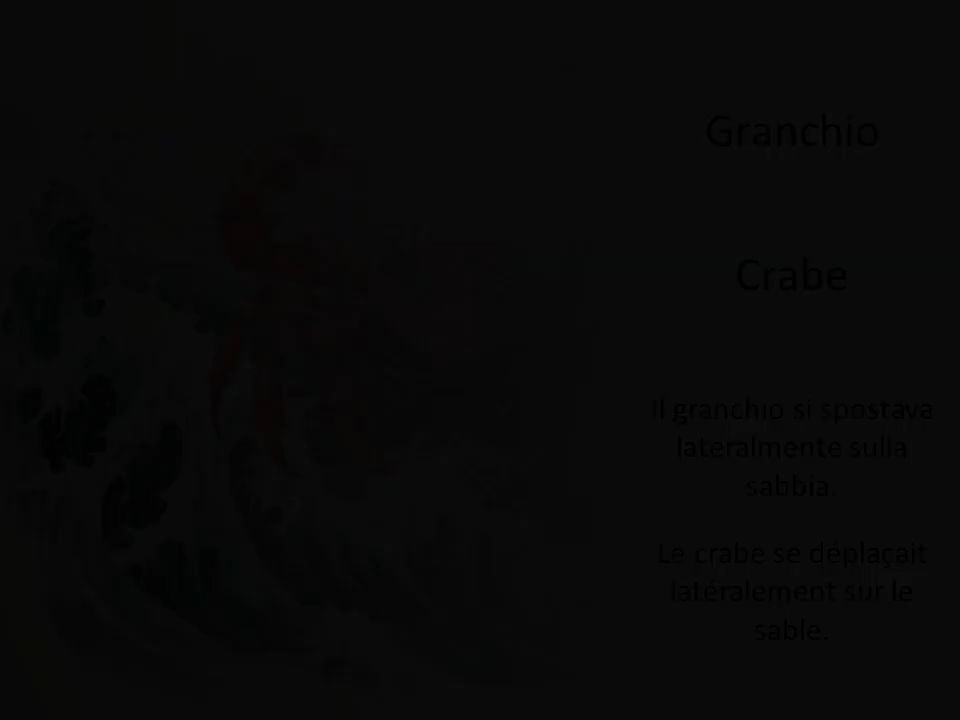 Granchio
Crabe
Il granchio si spostava
lateralmente sulla
sabbia.
Le crabe se déplaçait
latéralement sur le
sable.